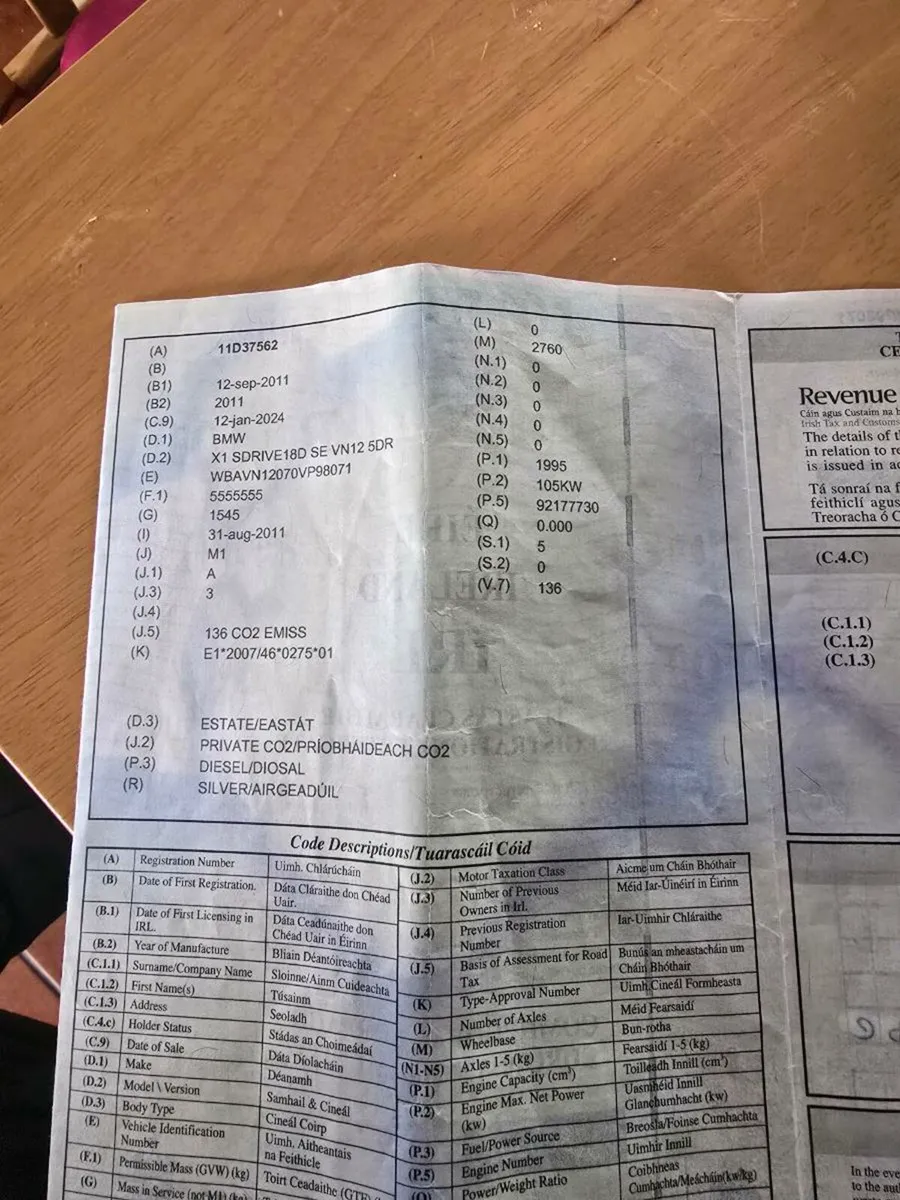 (A) 11D37562
(B)
(B1) 12-sep-2011
(B2) 2011
(C.9) 12-jan-2024
(D.1) BMW
(D.2) X1 SDRIVE18D SE VN12 5DR
(E) WBAVN12070VP98071
(F.1) 5555555
(G) 1545
(I) 31-aug-2011
(J) M1
(J.1) A
(J.3) 3
(J.4)
(J.5) 136 CO2 EMISS
(K) E1*2007/46*0275*01
(D.3) ESTATE/EASTÁT
(J.2) PRIVATE CO2/PRÍOBHÁIDEACH CO2
(P.3) DIESEL/DIOSAL
(R) SILVER/AIRGEADÚIL
(L) 0
(M) 2760
(N.1) 0
(N.2) 0
(N.3) 0
(N.4) 0
(N.5) 0
(P.1) 1995
(P.2) 105KW
(P.5) 92177730
(Q) 0.000
(S.1) 5
(S.2) 0
(V.7) 136
Code Descriptions/Tuarascáil Cóid
(A) Registration Number Uimh. Chlárúcháin
(B) Date of First Registration. Dáta Cláraithe don Chéad
Uair.
(B.1) Date of First Licensing in Dáta Ceadúnaithe don
IRL. Chéad Uair in Éirinn
(B.2) Year of Manufacture Bliain Déantóireachta
(C.1.1) Surname/Company Name Sloinne/Ainm Cuideachta
(C.1.2) First Name(s) Túsainm
(C.1.3) Address Seoladh
(C.4.c) Holder Status Stádas an Choimeádaí
(C.9) Date of Sale Dáta Díolacháin
(D.1) Make Déanamh
(D.2) Model \ Version Samhail & Cineál
(D.3) Body Type Cineál Coirp
(E) Vehicle Identification Uimh. Aitheantais
Number na Feithicle
(F.1) Permissible Mass (GVW) (kg) Toirt Ceadaithe
(G) Mass in Service
(J.2) Motor Taxation Class Aicme um Cháin Bhóthair
(J.3) Number of Previous Méid Iar-Úinéirí in Éirinn
Owners in Irl.
(J.4) Previous Registration Iar-Uimhir Chláraithe
Number
(J.5) Basis of Assessment for Road Bunús an mheastacháin um
Tax Cháin Bhóthair
(K) Type-Approval Number Uimh.Cineál Formheasta
(L) Number of Axles Méid Fearsaidí
(M) Wheelbase Bun-rotha
(N1-N5) Axles 1-5 (kg) Fearsaidí 1-5 (kg)
(P.1) Engine Capacity (cm³) Toilleadh Innill (cm³)
(P.2) Engine Max. Net Power Uasmhéid Innill
(kw) Glanchumhacht (kw)
(P.3) Fuel/Power Source Breosla/Foinse Cumhachta
(P.5) Engine Number Uimhir Innill
(Q) Power/Weight Ratio Coibhneas
Cumhachta/Meácháin(kw/kg)
Revenue
Cáin agus Custaim na
Irish Tax and Customs
The details of
in relation to
is issued in
Tá sonraí na
feithiclí agus
Treoracha ó
(C.4.C)
(C.1.1)
(C.1.2)
(C.1.3)
In the
to the